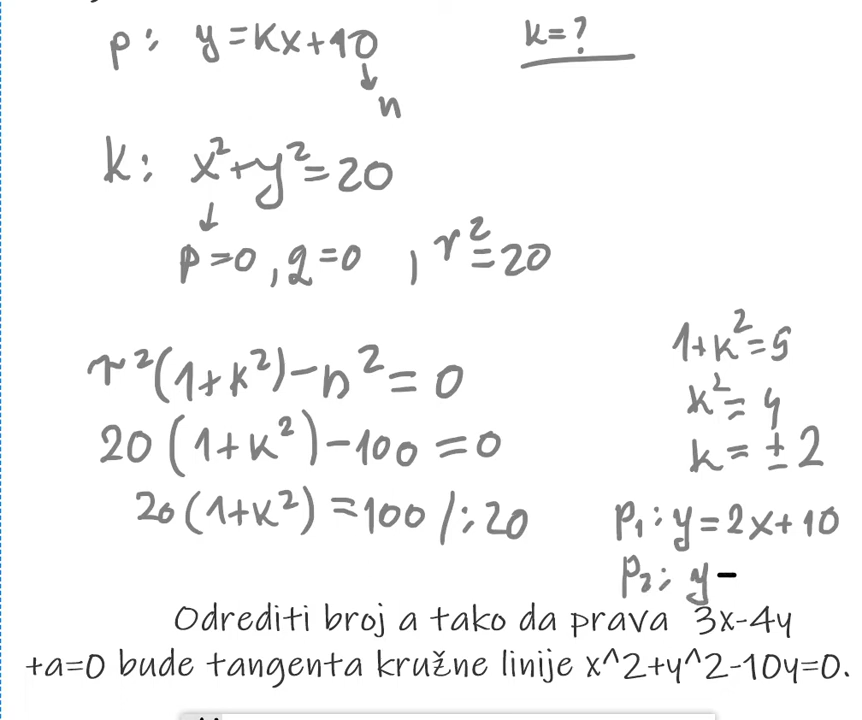 p: y=kx+10
↓
n
k=?
k: x²+y²=20
↓
p=0, q=0, r²=20
r²(1+k²)-n²=0
20(1+k²)-100=0
20(1+k²)=100/:20
1+k²=5
k²=4
k=±2
P₁: y=2x+10
P₂: y-
Odrediti broj a tako da prava 3x-4y
+a=0 bude tangenta kružne linije x^2+y^2-10y=0.